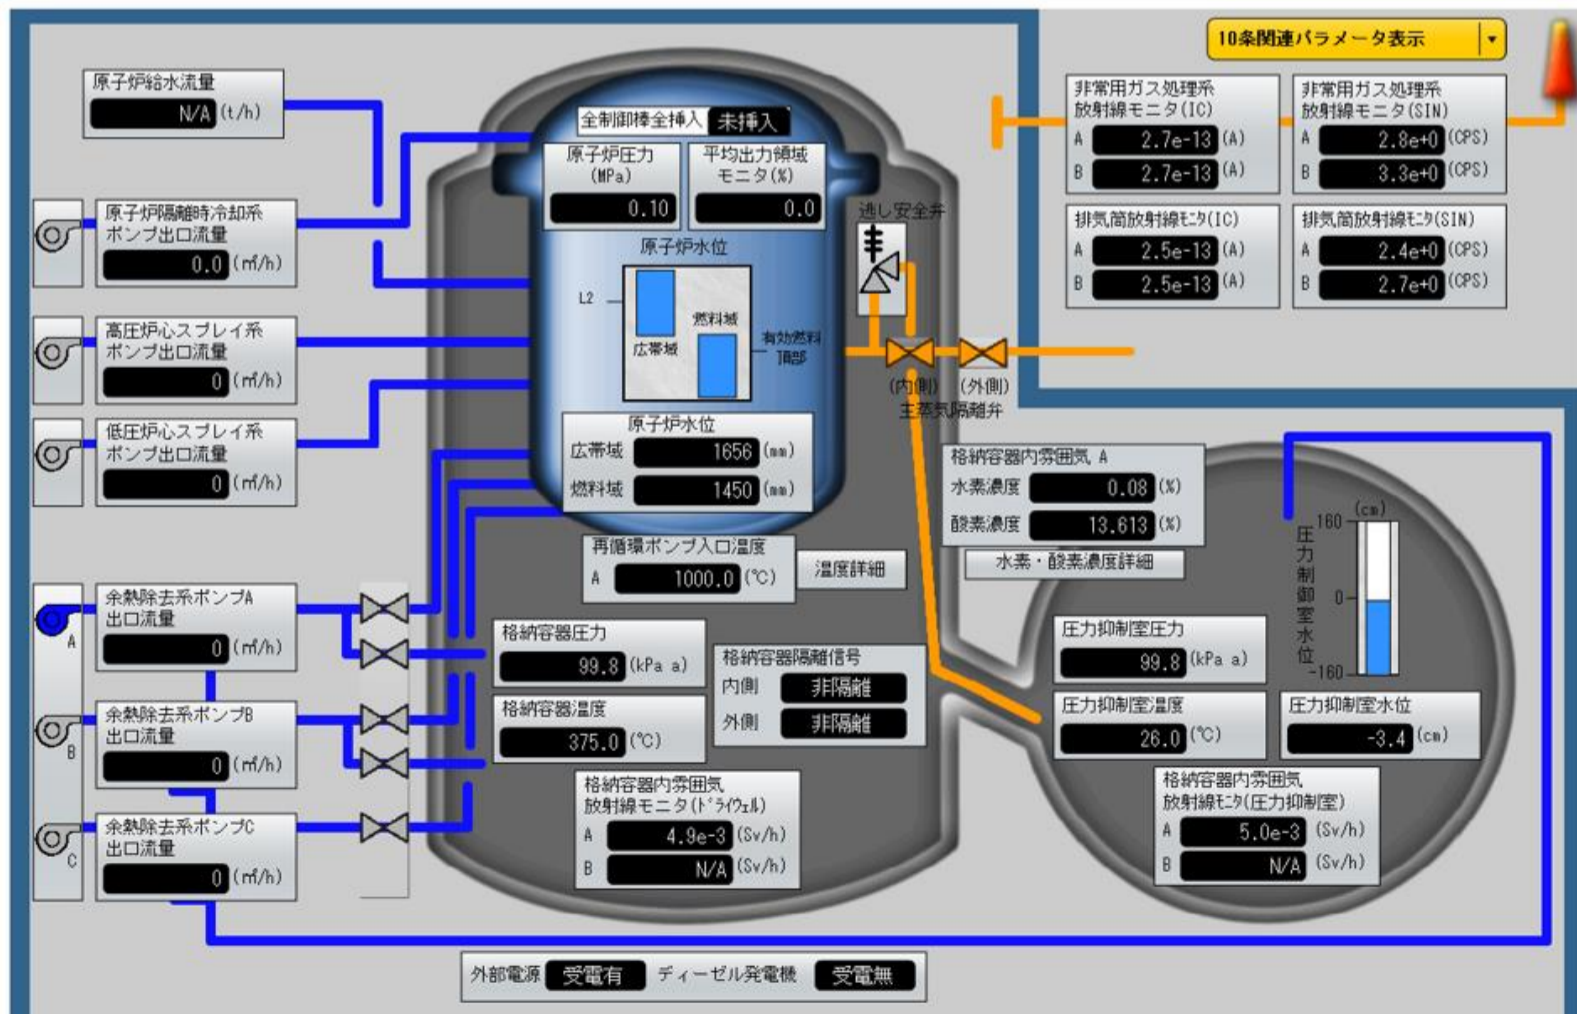 10条関連パラメータ表示
原子炉給水流量
N/A (t/h)
全制御棒全挿入 未挿入
原子炉圧力
(MPa)
0.10
平均出力領域
モニタ(%)
0.0
非常用ガス処理系
放射線モニタ(IC)
A 2.7e-13 (A)
B 2.7e-13 (A)
非常用ガス処理系
放射線モニタ(SIN)
A 2.8e+0 (CPS)
B 3.3e+0 (CPS)
排気筒放射線モニタ(IC)
A 2.5e-13 (A)
B 2.5e-13 (A)
排気筒放射線モニタ(SIN)
A 2.4e+0 (CPS)
B 2.7e+0 (CPS)
原子炉隔離時冷却系
ポンプ出口流量
0.0 (㎥/h)
高圧炉心スプレイ系
ポンプ出口流量
0 (㎥/h)
低圧炉心スプレイ系
ポンプ出口流量
0 (㎥/h)
逃し安全弁
原子炉水位
L2
燃料域
広帯域
有効燃料
頂部
(内側) (外側)
主蒸気隔離弁
原子炉水位
広帯域 1656 (mm)
燃料域 1450 (mm)
格納容器内雰囲気 A
水素濃度 0.08 (%)
酸素濃度 13.613 (%)
水素・酸素濃度詳細
再循環ポンプ入口温度
A 1000.0 (℃)
温度詳細
(cm)
160
0
-160
圧力制御室水位
余熱除去系ポンプA
出口流量
0 (㎥/h)
A
余熱除去系ポンプB
出口流量
0 (㎥/h)
B
余熱除去系ポンプC
出口流量
0 (㎥/h)
C
格納容器圧力
99.8 (kPa a)
格納容器温度
375.0 (℃)
格納容器隔離信号
内側 非隔離
外側 非隔離
圧力抑制室圧力
99.8 (kPa a)
圧力抑制室温度
26.0 (℃)
圧力抑制室水位
-3.4 (cm)
格納容器内雰囲気
放射線モニタ(ﾄﾞﾗｲｳｪﾙ)
A 4.9e-3 (Sv/h)
B N/A (Sv/h)
格納容器内雰囲気
放射線ﾓﾆﾀ(圧力抑制室)
A 5.0e-3 (Sv/h)
B N/A (Sv/h)
外部電源 受電有 ディーゼル発電機 受電無